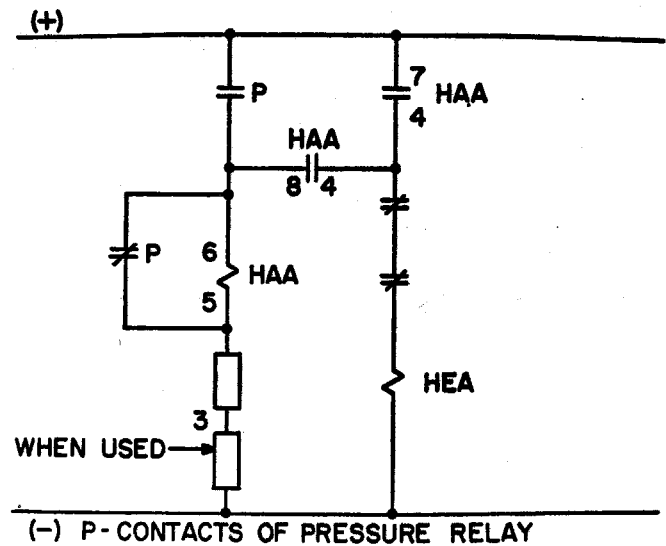 (+)
P
7
HAA
4
HAA
8 4
P
6
HAA
5
HEA
3
WHEN USED
(-) P-CONTACTS OF PRESSURE RELAY